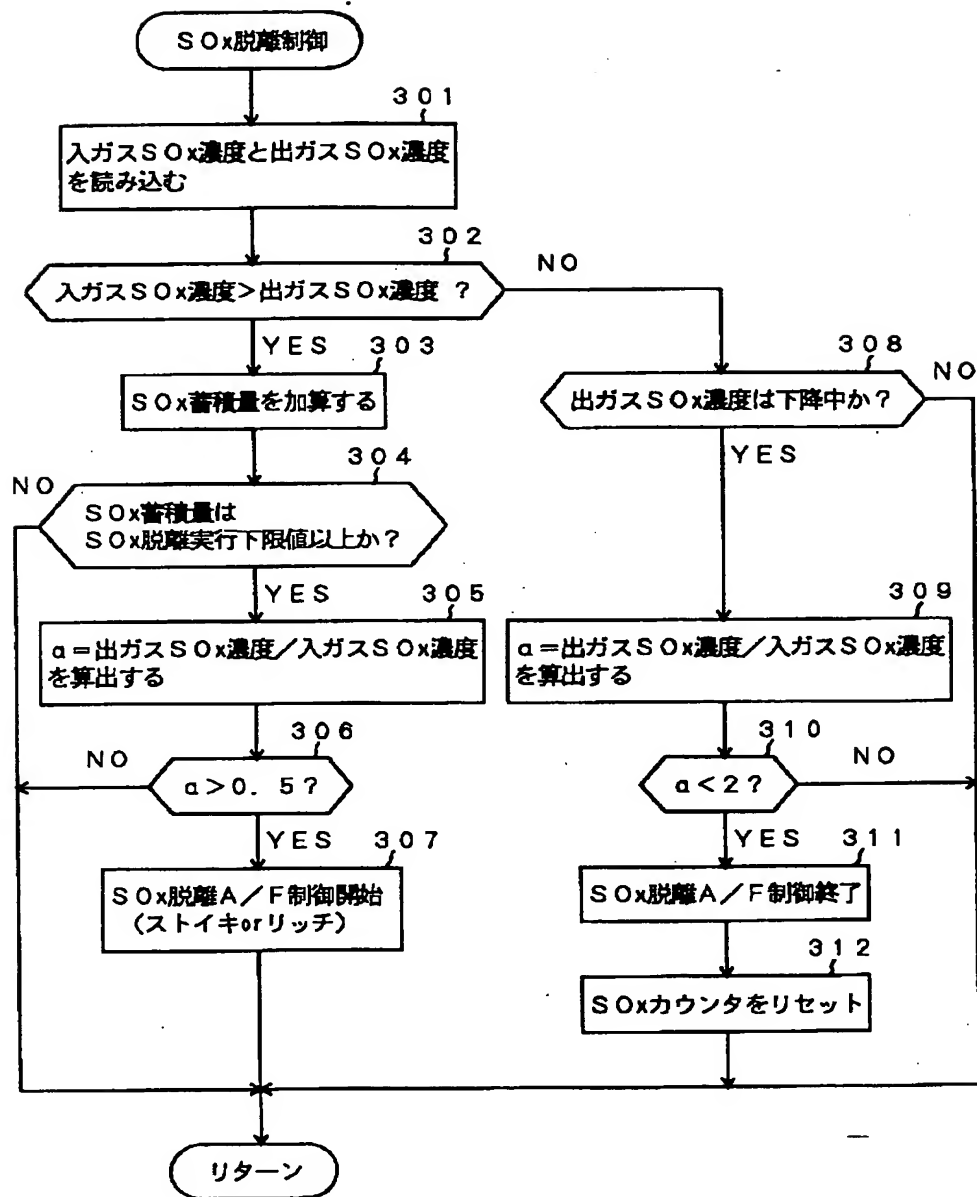 SOx脱離制御
301
入ガスSOx濃度と出ガスSOx濃度
を読み込む
302
入ガスSOx濃度>出ガスSOx濃度 ?
NO
YES
303
SOx蓄積量を加算する
308
出ガスSOx濃度は下降中か?
NO
YES
304
NO
SOx蓄積量は
SOx脱離実行下限値以上か?
YES
305
α=出ガスSOx濃度/入ガスSOx濃度
を算出する
309
α=出ガスSOx濃度/入ガスSOx濃度
を算出する
306
NO
α>0.5?
YES
310
α<2?
NO
YES
307
SOx脱離A/F制御開始
(ストイキorリッチ)
311
SOx脱離A/F制御終了
312
SOxカウンタをリセット
リターン